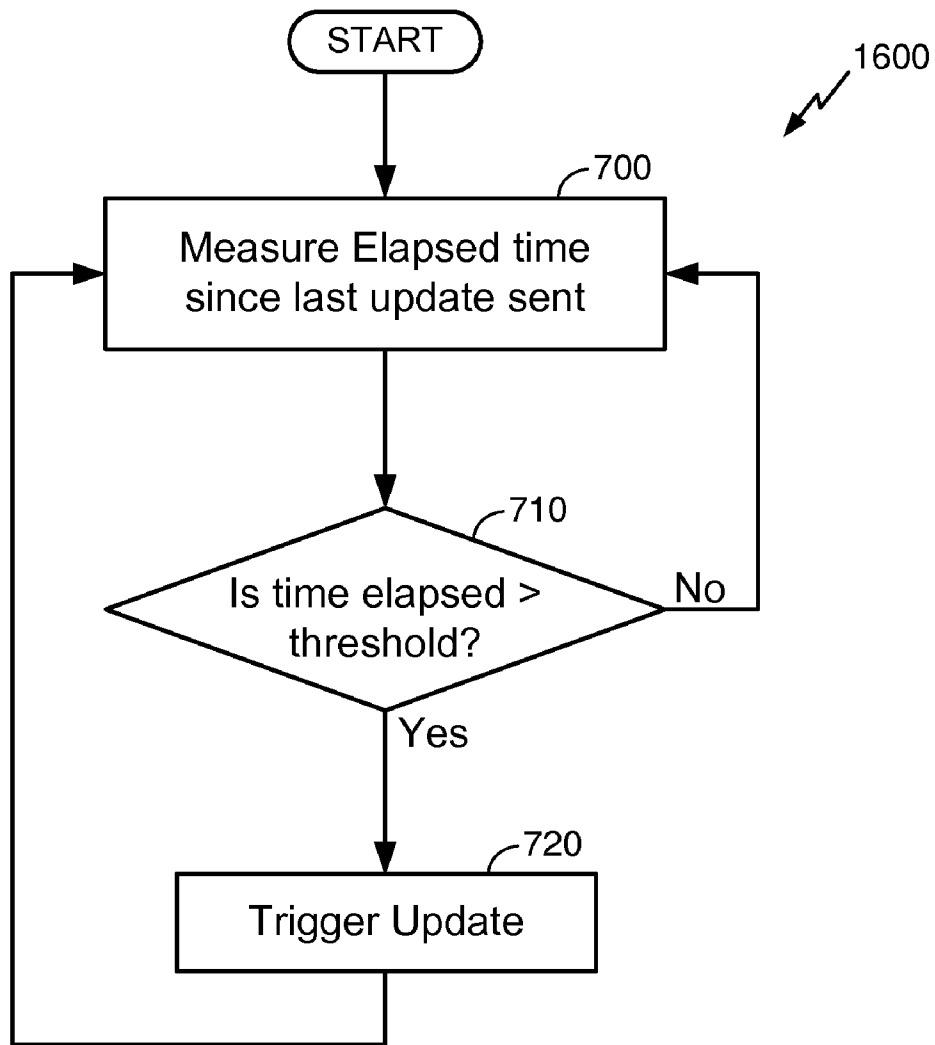 START
1600
700
Measure Elapsed time
since last update sent
710
Is time elapsed >
threshold?
No
Yes
720
Trigger Update